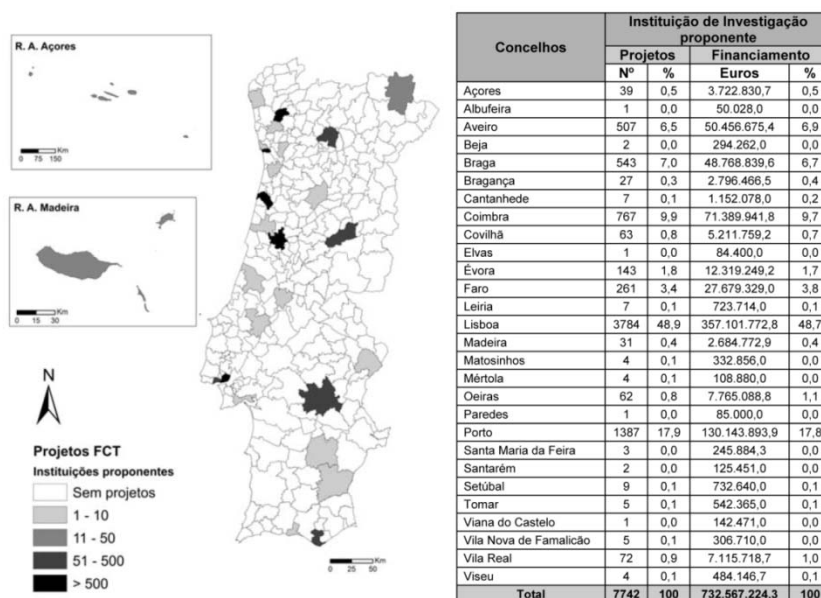 R. A. Açores
Km
0 75 150
R. A. Madeira
Km
0 15 30
N
Projetos FCT
Instituições proponentes
Sem projetos
1 - 10
11 - 50
51 - 500
> 500
Km
0 25 50
Concelhos
Instituição de Investigação
proponente
Projetos Financiamento
Nº % Euros %
Açores 39 0,5 3.722.830,7 0,5
Albufeira 1 0,0 50.028,0 0,0
Aveiro 507 6,5 50.456.675,4 6,9
Beja 2 0,0 294.262,0 0,0
Braga 543 7,0 48.768.839,6 6,7
Bragança 27 0,3 2.796.466,5 0,4
Cantanhede 7 0,1 1.152.078,0 0,2
Coimbra 767 9,9 71.389.941,8 9,7
Covilhã 63 0,8 5.211.759,2 0,7
Elvas 1 0,0 84.400,0 0,0
Évora 143 1,8 12.319.249,2 1,7
Faro 261 3,4 27.679.329,0 3,8
Leiria 7 0,1 723.714,0 0,1
Lisboa 3784 48,9 357.101.772,8 48,7
Madeira 31 0,4 2.684.772,9 0,4
Matosinhos 4 0,1 332.856,0 0,0
Mértola 4 0,1 108.880,0 0,0
Oeiras 62 0,8 7.765.088,8 1,1
Paredes 1 0,0 85.000,0 0,0
Porto 1387 17,9 130.143.893,9 17,8
Santa Maria da Feira 3 0,0 245.884,3 0,0
Santarém 2 0,0 125.451,0 0,0
Setúbal 9 0,1 732.640,0 0,1
Tomar 5 0,1 542.365,0 0,1
Viana do Castelo 1 0,0 142.471,0 0,0
Vila Nova de Famalicão 5 0,1 306.710,0 0,0
Vila Real 72 0,9 7.115.718,7 1,0
Viseu 4 0,1 484.146,7 0,1
Total 7742 100 732.567.224,3 100